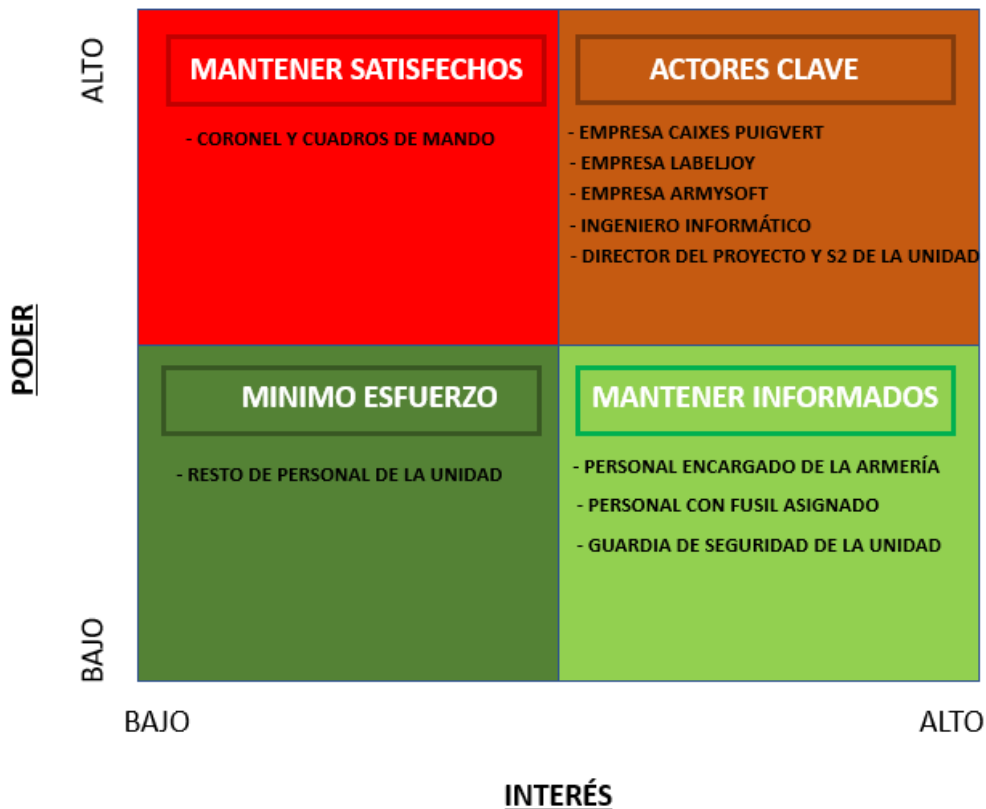 ALTO
PODER
BAJO
MANTENER SATISFECHOS
- CORONEL Y CUADROS DE MANDO
ACTORES CLAVE
- EMPRESA CAIXES PUIGVERT
- EMPRESA LABELJOY
- EMPRESA ARMYSOFT
- INGENIERO INFORMÁTICO
- DIRECTOR DEL PROYECTO Y S2 DE LA UNIDAD
MINIMO ESFUERZO
- RESTO DE PERSONAL DE LA UNIDAD
MANTENER INFORMADOS
- PERSONAL ENCARGADO DE LA ARMERÍA
- PERSONAL CON FUSIL ASIGNADO
- GUARDIA DE SEGURIDAD DE LA UNIDAD
BAJO
ALTO
INTERÉS